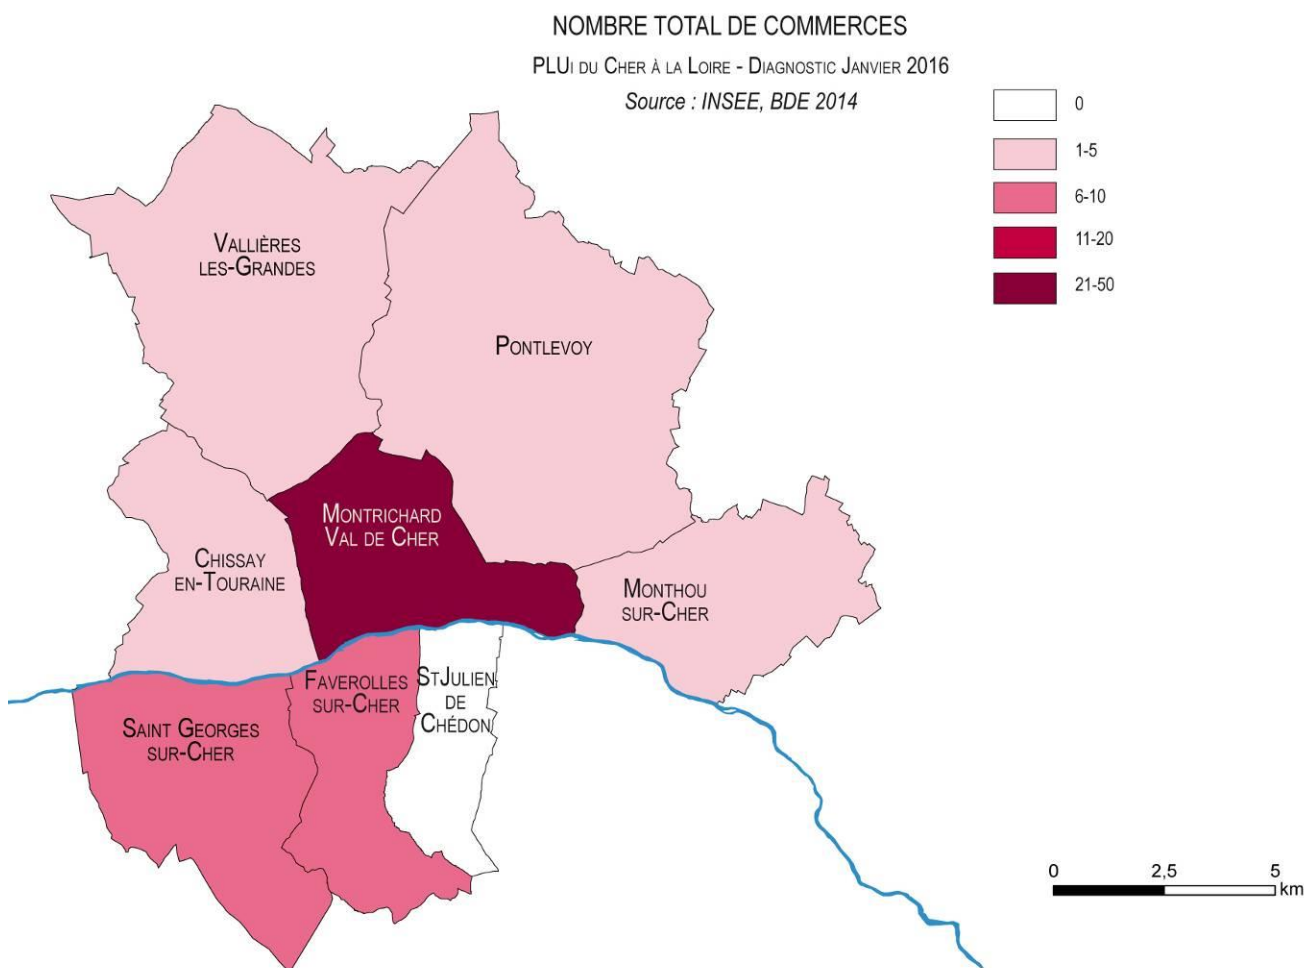 NOMBRE TOTAL DE COMMERCES
PLUi DU CHER À LA LOIRE - DIAGNOSTIC JANVIER 2016
Source : INSEE, BDE 2014
0
1-5
6-10
11-20
21-50
VALLIÈRES
LES-GRANDES
PONTLEVOY
MONTRICHARD
VAL DE CHER
CHISSAY
EN-TOURAINE
MONTHOU
SUR-CHER
FAVEROLLES
SUR-CHER
ST JULIEN
DE
CHÉDON
SAINT GEORGES
SUR-CHER
0 2,5 5
km